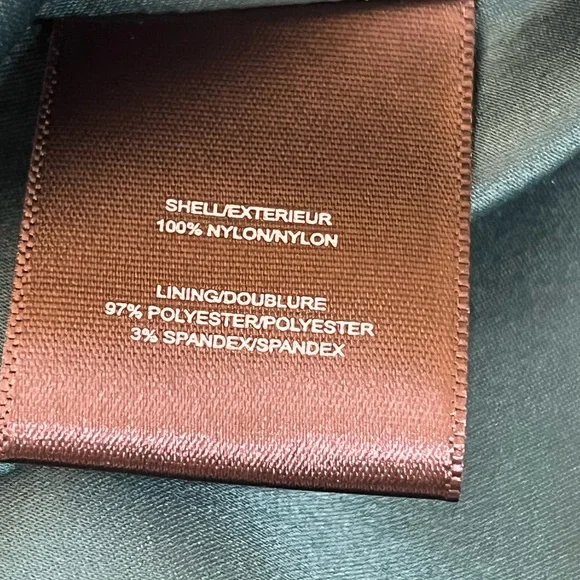 SHELL/EXTERIEUR
100% NYLON/NYLON
LINING/DOUBLURE
97% POLYESTER/POLYESTER
3% SPANDEX/SPANDEX